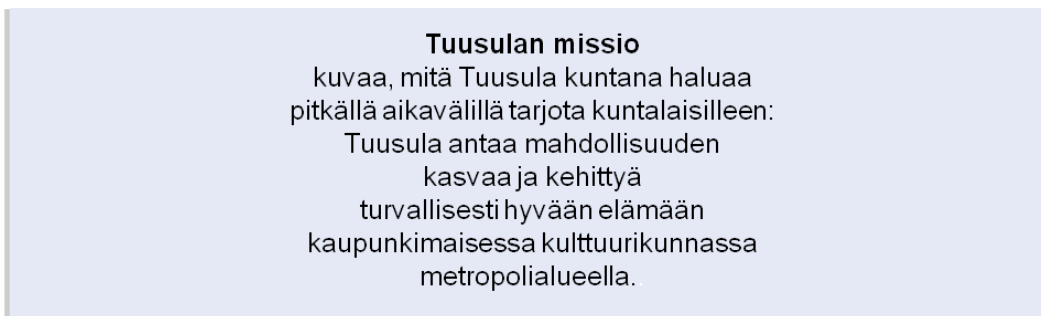 Tuusulan missio
kuvaa, mitä Tuusula kuntana haluaa
pitkällä aikavälillä tarjota kuntalaisilleen:
Tuusula antaa mahdollisuuden
kasvaa ja kehittyä
turvallisesti hyvään elämään
kaupunkimaisessa kulttuurikunnassa
metropolialueella.